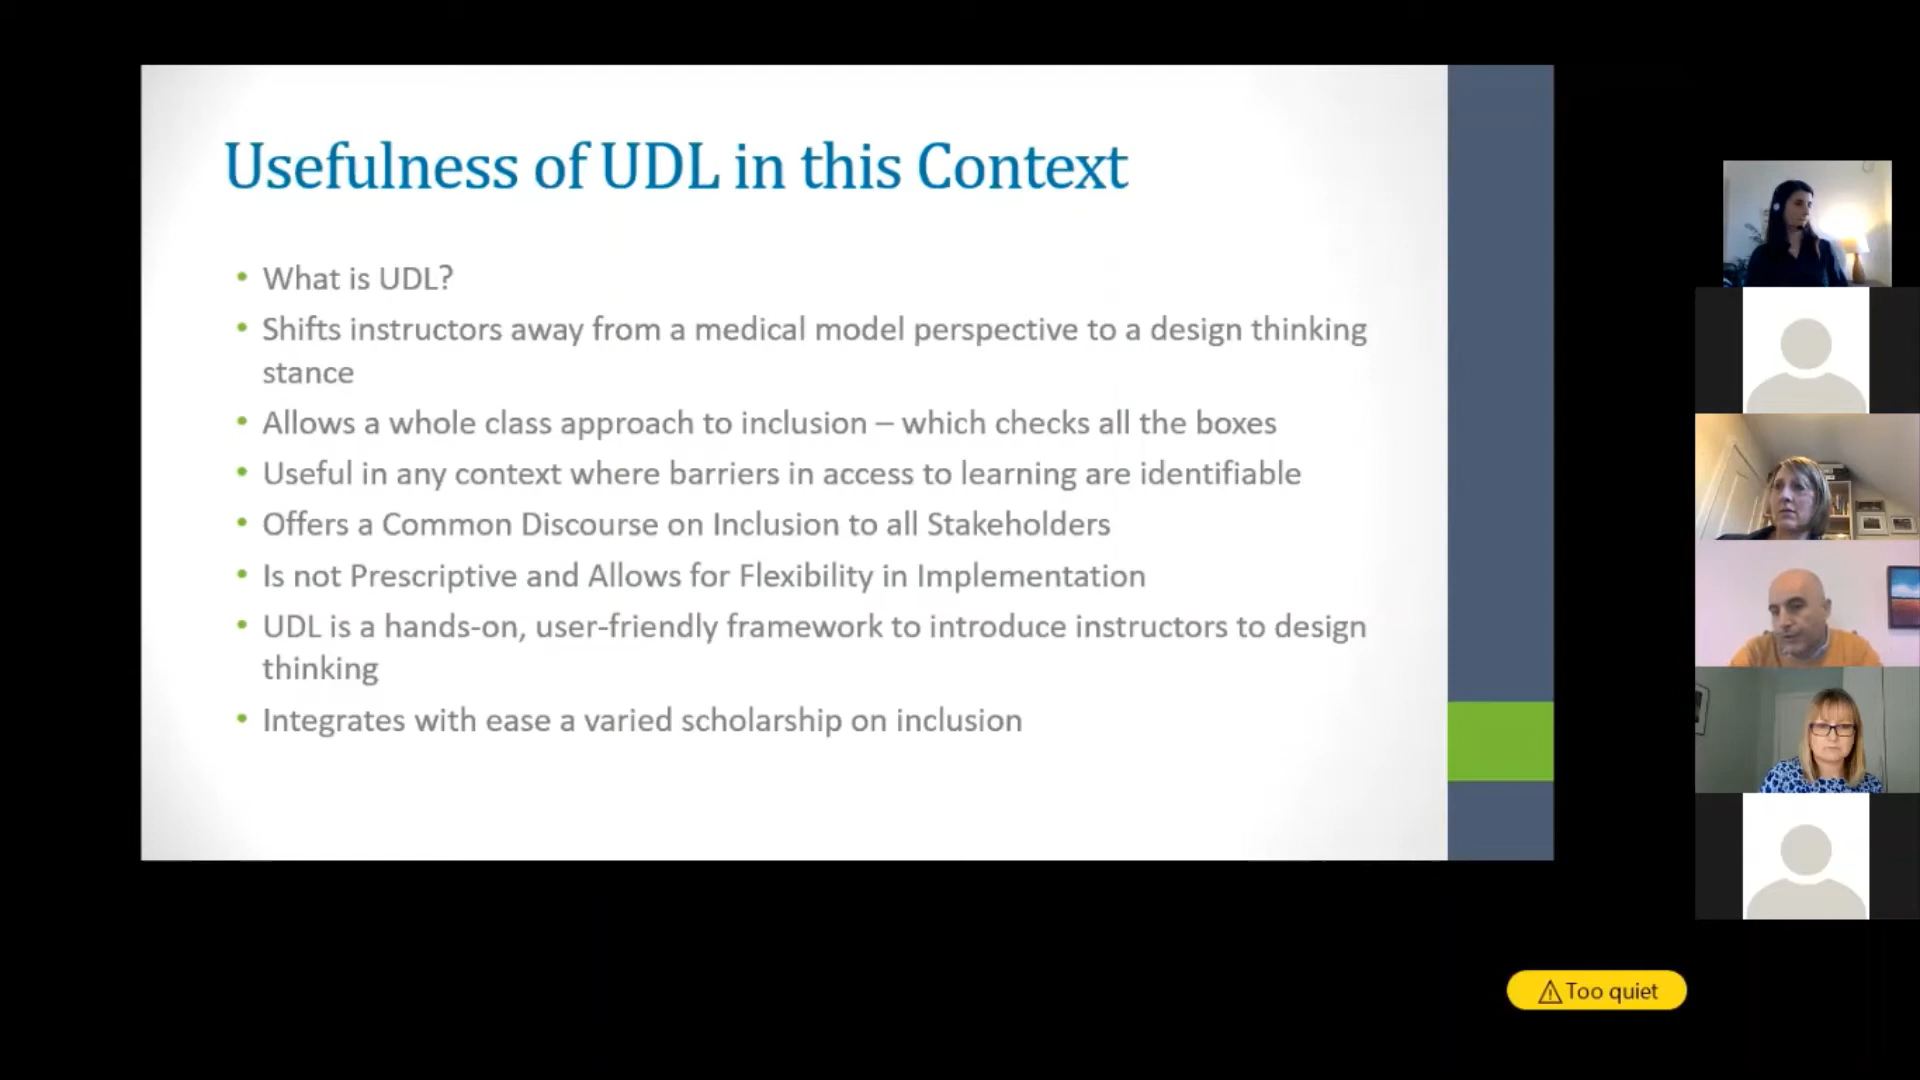 Usefulness of UDL in this Context
• What is UDL?
• Shifts instructors away from a medical model perspective to a design thinking
stance
• Allows a whole class approach to inclusion – which checks all the boxes
• Useful in any context where barriers in access to learning are identifiable
• Offers a Common Discourse on Inclusion to all Stakeholders
• Is not Prescriptive and Allows for Flexibility in Implementation
• UDL is a hands-on, user-friendly framework to introduce instructors to design
thinking
• Integrates with ease a varied scholarship on inclusion
Too quiet